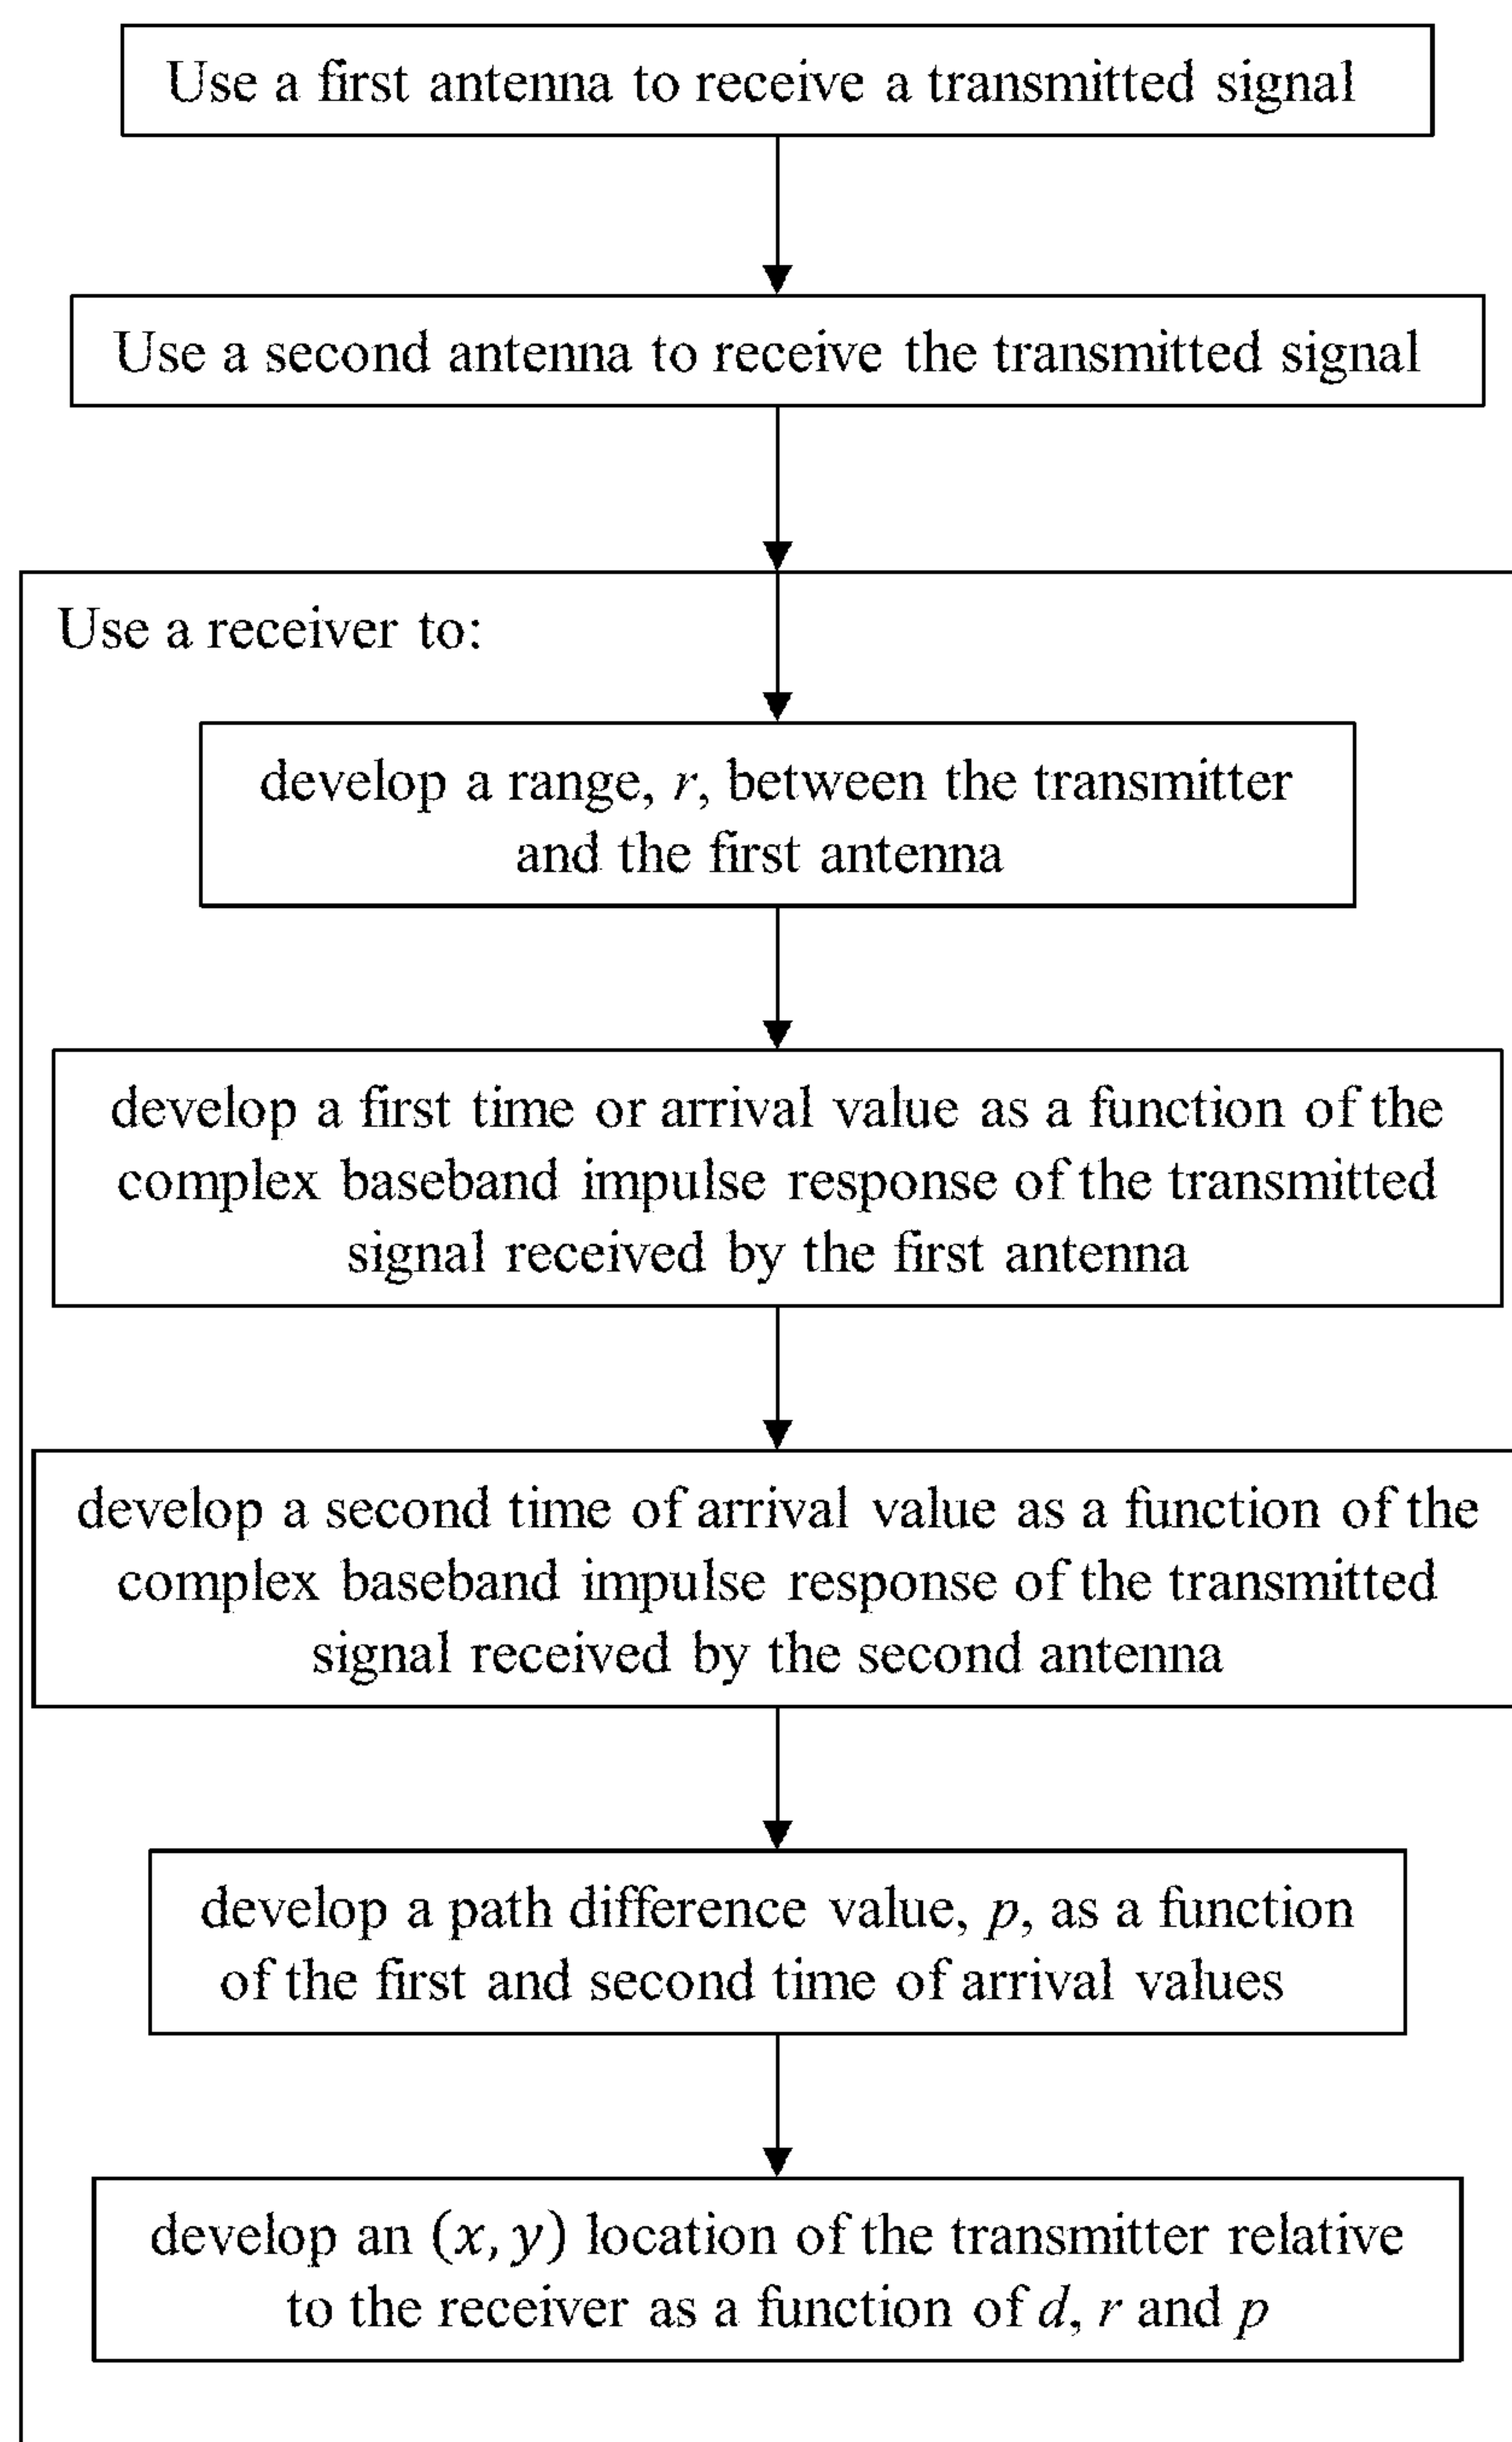 Use a first antenna to receive a transmitted signal
Use a second antenna to receive the transmitted signal
Use a receiver to:
develop a range, r, between the transmitter
and the first antenna
develop a first time or arrival value as a function of the
complex baseband impulse response of the transmitted
signal received by the first antenna
develop a second time of arrival value as a function of the
complex baseband impulse response of the transmitted
signal received by the second antenna
develop a path difference value, p, as a function
of the first and second time of arrival values
develop an (x, y) location of the transmitter relative
to the receiver as a function of d, r and p